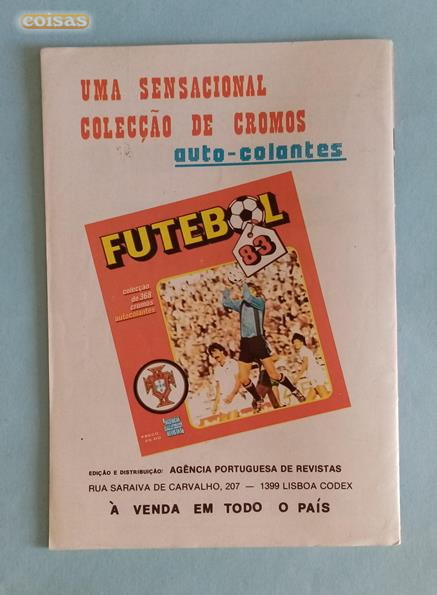 coisas
UMA SENSACIONAL
COLECÇÃO DE CROMOS
auto-colantes
FUTEBOL
83
colecção
de 368
cromos
autocolantes
PREÇO
EDIÇÃO E DISTRIBUIÇÃO: AGÊNCIA PORTUGUESA DE REVISTAS
RUA SARAIVA DE CARVALHO, 207 — 1399 LISBOA CODEX
À VENDA EM TODO O PAÍS